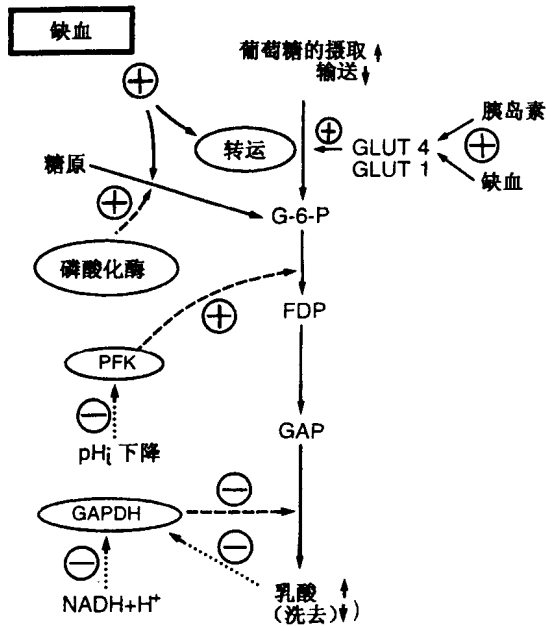 缺血
葡萄糖的摄取↑
输送↓
胰岛素
转运
GLUT 4
GLUT 1
缺血
糖原
G-6-P
磷酸化酶
FDP
PFK
pHi 下降
GAP
GAPDH
NADH+H⁺
乳酸↑
（洗去）↓）